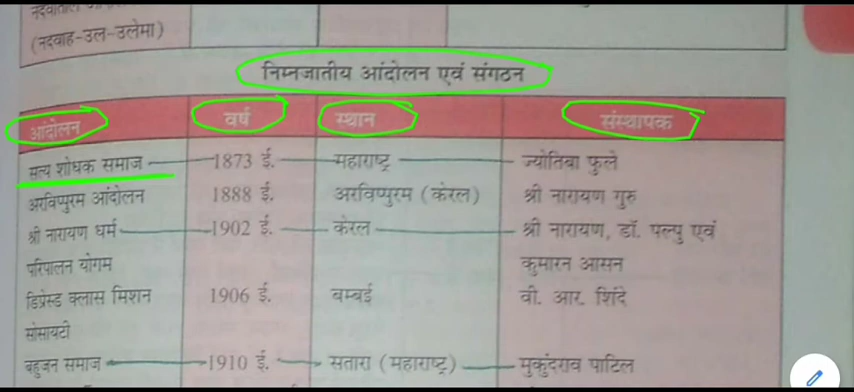 (नदवाह-उल-उलेमा)
निम्नजातीय आंदोलन एवं संगठन
आंदोलन वर्ष स्थान संस्थापक
सत्य शोधक समाज 1873 ई. महाराष्ट्र ज्योतिबा फुले
अरविप्पुरम आंदोलन 1888 ई. अरविप्पुरम (केरल) श्री नारायण गुरु
श्री नारायण धर्म 1902 ई. केरल श्री नारायण, डॉ. पल्पु एवं
परिपालन योगम कुमारन आसन
डिप्रेस्ड क्लास मिशन 1906 ई. बम्बई वी. आर. शिंदे
सोसायटी
बहुजन समाज 1910 ई. सतारा (महाराष्ट्र) मुकुंदराव पाटिल